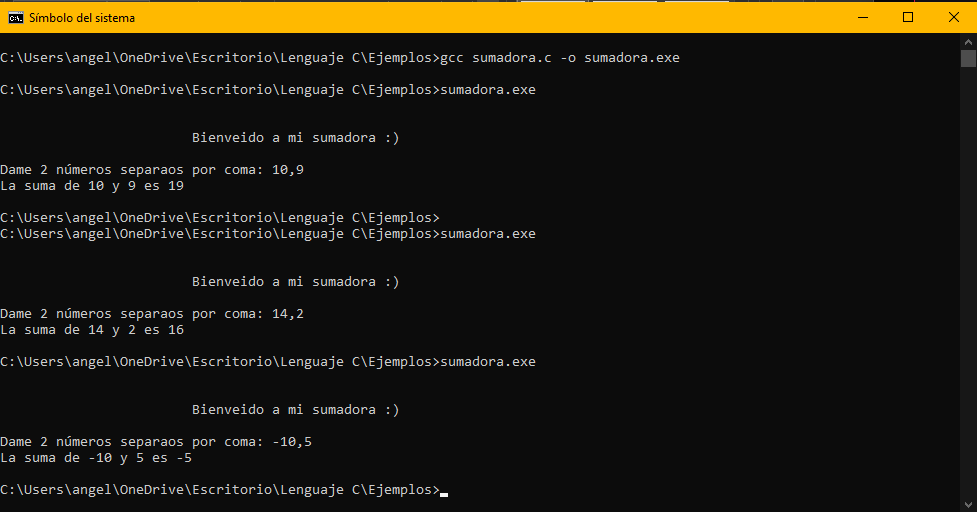 Símbolo del sistema
C:\Users\angel\OneDrive\Escritorio\Lenguaje C\Ejemplos>gcc sumadora.c -o sumadora.exe
C:\Users\angel\OneDrive\Escritorio\Lenguaje C\Ejemplos>sumadora.exe
Bienveido a mi sumadora :)
Dame 2 números separaos por coma: 10,9
La suma de 10 y 9 es 19
C:\Users\angel\OneDrive\Escritorio\Lenguaje C\Ejemplos>
C:\Users\angel\OneDrive\Escritorio\Lenguaje C\Ejemplos>sumadora.exe
Bienveido a mi sumadora :)
Dame 2 números separaos por coma: 14,2
La suma de 14 y 2 es 16
C:\Users\angel\OneDrive\Escritorio\Lenguaje C\Ejemplos>sumadora.exe
Bienveido a mi sumadora :)
Dame 2 números separaos por coma: -10,5
La suma de -10 y 5 es -5
C:\Users\angel\OneDrive\Escritorio\Lenguaje C\Ejemplos>